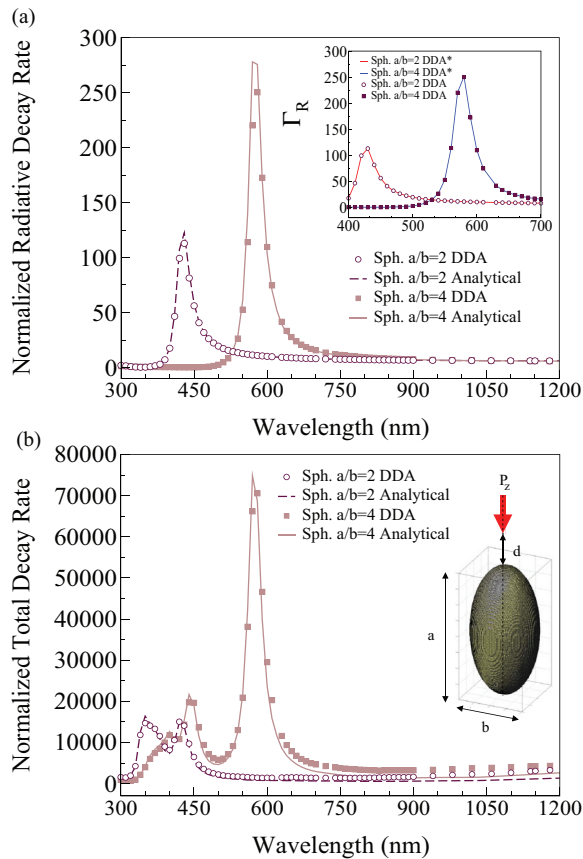 (a)
Normalized Radiative Decay Rate
300
250
200
150
100
50
0
300 450 600 750 900 1050 1200
Wavelength (nm)
Γ_R
300
250
200
150
100
50
0
400 500 600 700
Sph. a/b=2 DDA*
Sph. a/b=4 DDA*
Sph. a/b=2 DDA
Sph. a/b=4 DDA
Sph. a/b=2 DDA
Sph. a/b=2 Analytical
Sph. a/b=4 DDA
Sph. a/b=4 Analytical
(b)
Normalized Total Decay Rate
80000
70000
60000
50000
40000
30000
20000
10000
0
300 450 600 750 900 1050 1200
Wavelength (nm)
Sph. a/b=2 DDA
Sph. a/b=2 Analytical
Sph. a/b=4 DDA
Sph. a/b=4 Analytical
P_z
d
a
b